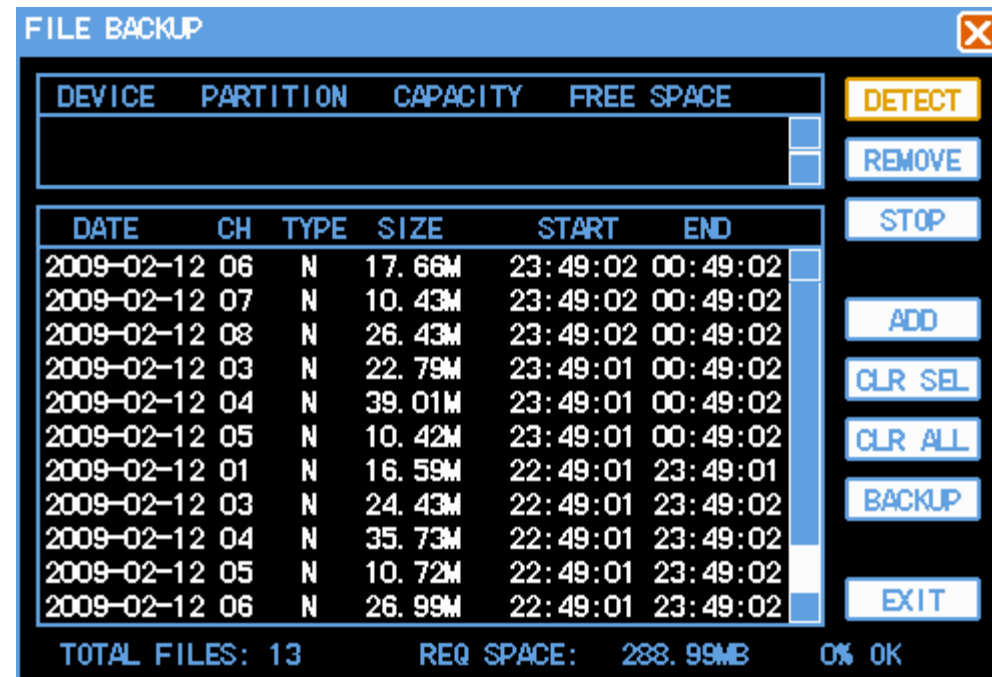 FILE BACKUP
DEVICE PARTITION CAPACITY FREE SPACE
DETECT
REMOVE
STOP
DATE CH TYPE SIZE START END
2009-02-12 06 N 17.66M 23:49:02 00:49:02
2009-02-12 07 N 10.43M 23:49:02 00:49:02
2009-02-12 08 N 26.43M 23:49:02 00:49:02
2009-02-12 03 N 22.79M 23:49:01 00:49:02
2009-02-12 04 N 39.01M 23:49:01 00:49:02
2009-02-12 05 N 10.42M 23:49:01 00:49:02
2009-02-12 01 N 16.59M 22:49:01 23:49:01
2009-02-12 03 N 24.43M 22:49:01 23:49:02
2009-02-12 04 N 35.73M 22:49:01 23:49:02
2009-02-12 05 N 10.72M 22:49:01 23:49:02
2009-02-12 06 N 26.99M 22:49:01 23:49:02
ADD
CLR SEL
CLR ALL
BACKUP
EXIT
TOTAL FILES: 13 REQ SPACE: 288.99MB 0% OK